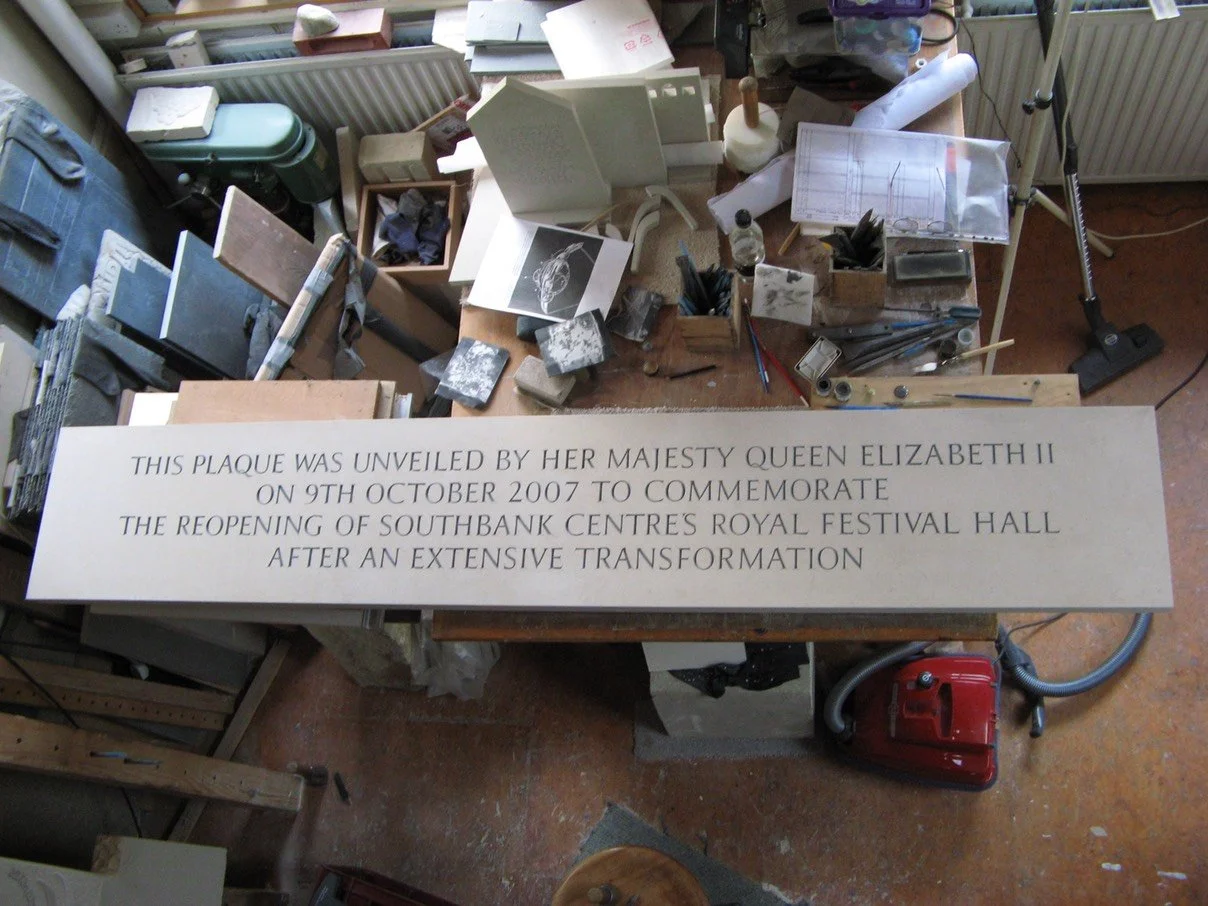 THIS PLAQUE WAS UNVEILED BY HER MAJESTY QUEEN ELIZABETH II
ON 9TH OCTOBER 2007 TO COMMEMORATE
THE REOPENING OF SOUTHBANK CENTRE'S ROYAL FESTIVAL HALL
AFTER AN EXTENSIVE TRANSFORMATION